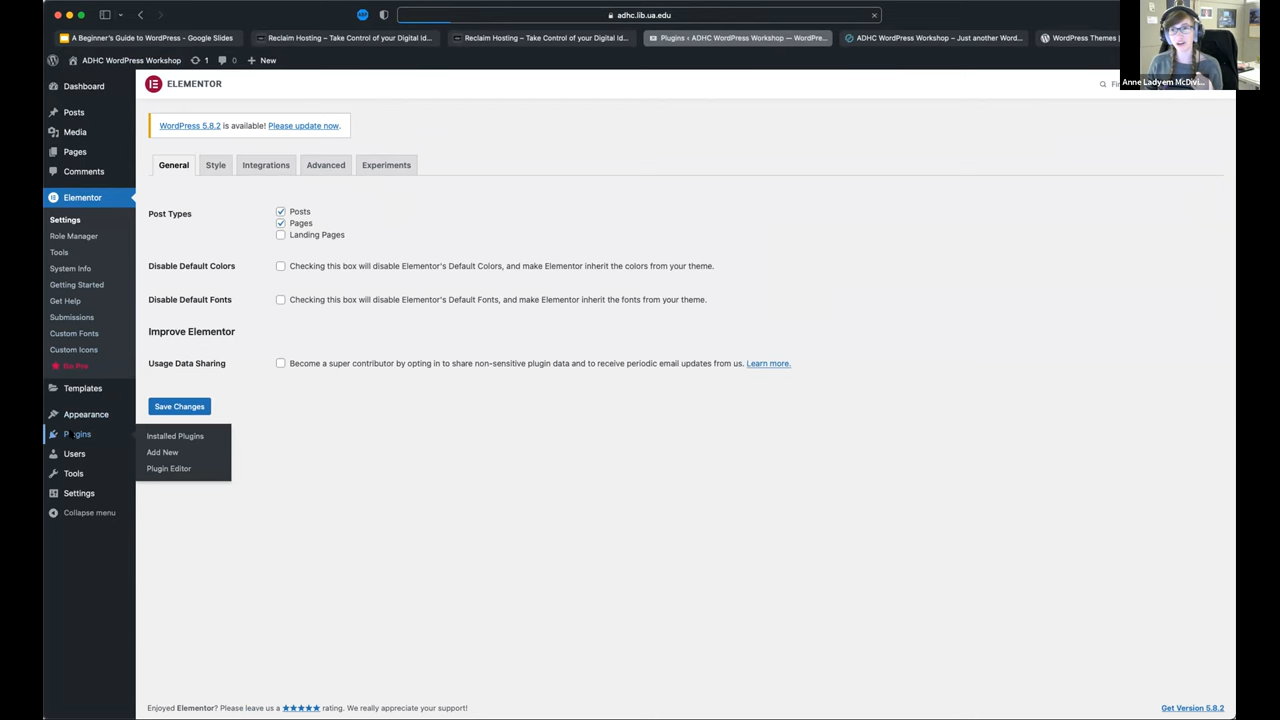 adhc.lib.ua.edu
A Beginner's Guide to WordPress - Google Slides
Reclaim Hosting – Take Control of your Digital Ide...
Reclaim Hosting – Take Control of your Digital Ide...
Plugins ‹ ADHC WordPress Workshop — WordPre...
ADHC WordPress Workshop – Just another Word...
WordPress Themes |
Anne Ladyem McDivi...
ADHC WordPress Workshop
1
0
New
ELEMENTOR
Dashboard
Posts
Media
Pages
Comments
Elementor
Settings
Role Manager
Tools
System Info
Getting Started
Get Help
Submissions
Custom Fonts
Custom Icons
Go Pro
Templates
Appearance
Plugins
Users
Tools
Settings
Collapse menu
Installed Plugins
Add New
Plugin Editor
WordPress 5.8.2 is available! Please update now.
General
Style
Integrations
Advanced
Experiments
Post Types
Posts
Pages
Landing Pages
Disable Default Colors
Checking this box will disable Elementor's Default Colors, and make Elementor inherit the colors from your theme.
Disable Default Fonts
Checking this box will disable Elementor's Default Fonts, and make Elementor inherit the fonts from your theme.
Improve Elementor
Usage Data Sharing
Become a super contributor by opting in to share non-sensitive plugin data and to receive periodic email updates from us. Learn more.
Save Changes
Enjoyed Elementor? Please leave us a ★★★★★ rating. We really appreciate your support!
Get Version 5.8.2